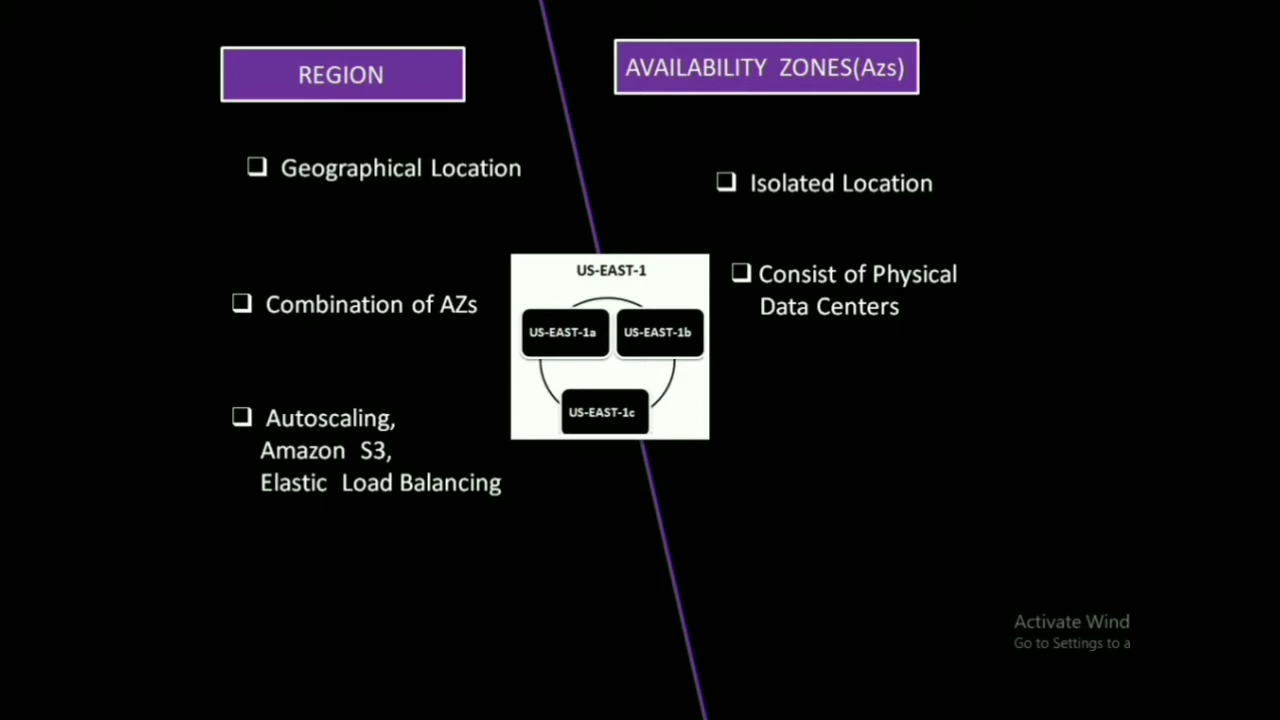 REGION
AVAILABILITY ZONES(Azs)
❑ Geographical Location
❑ Combination of AZs
❑ Autoscaling,
Amazon S3,
Elastic Load Balancing
US-EAST-1
US-EAST-1a
US-EAST-1b
US-EAST-1c
❑ Isolated Location
❑ Consist of Physical
Data Centers
Activate Wind
Go to Settings to a